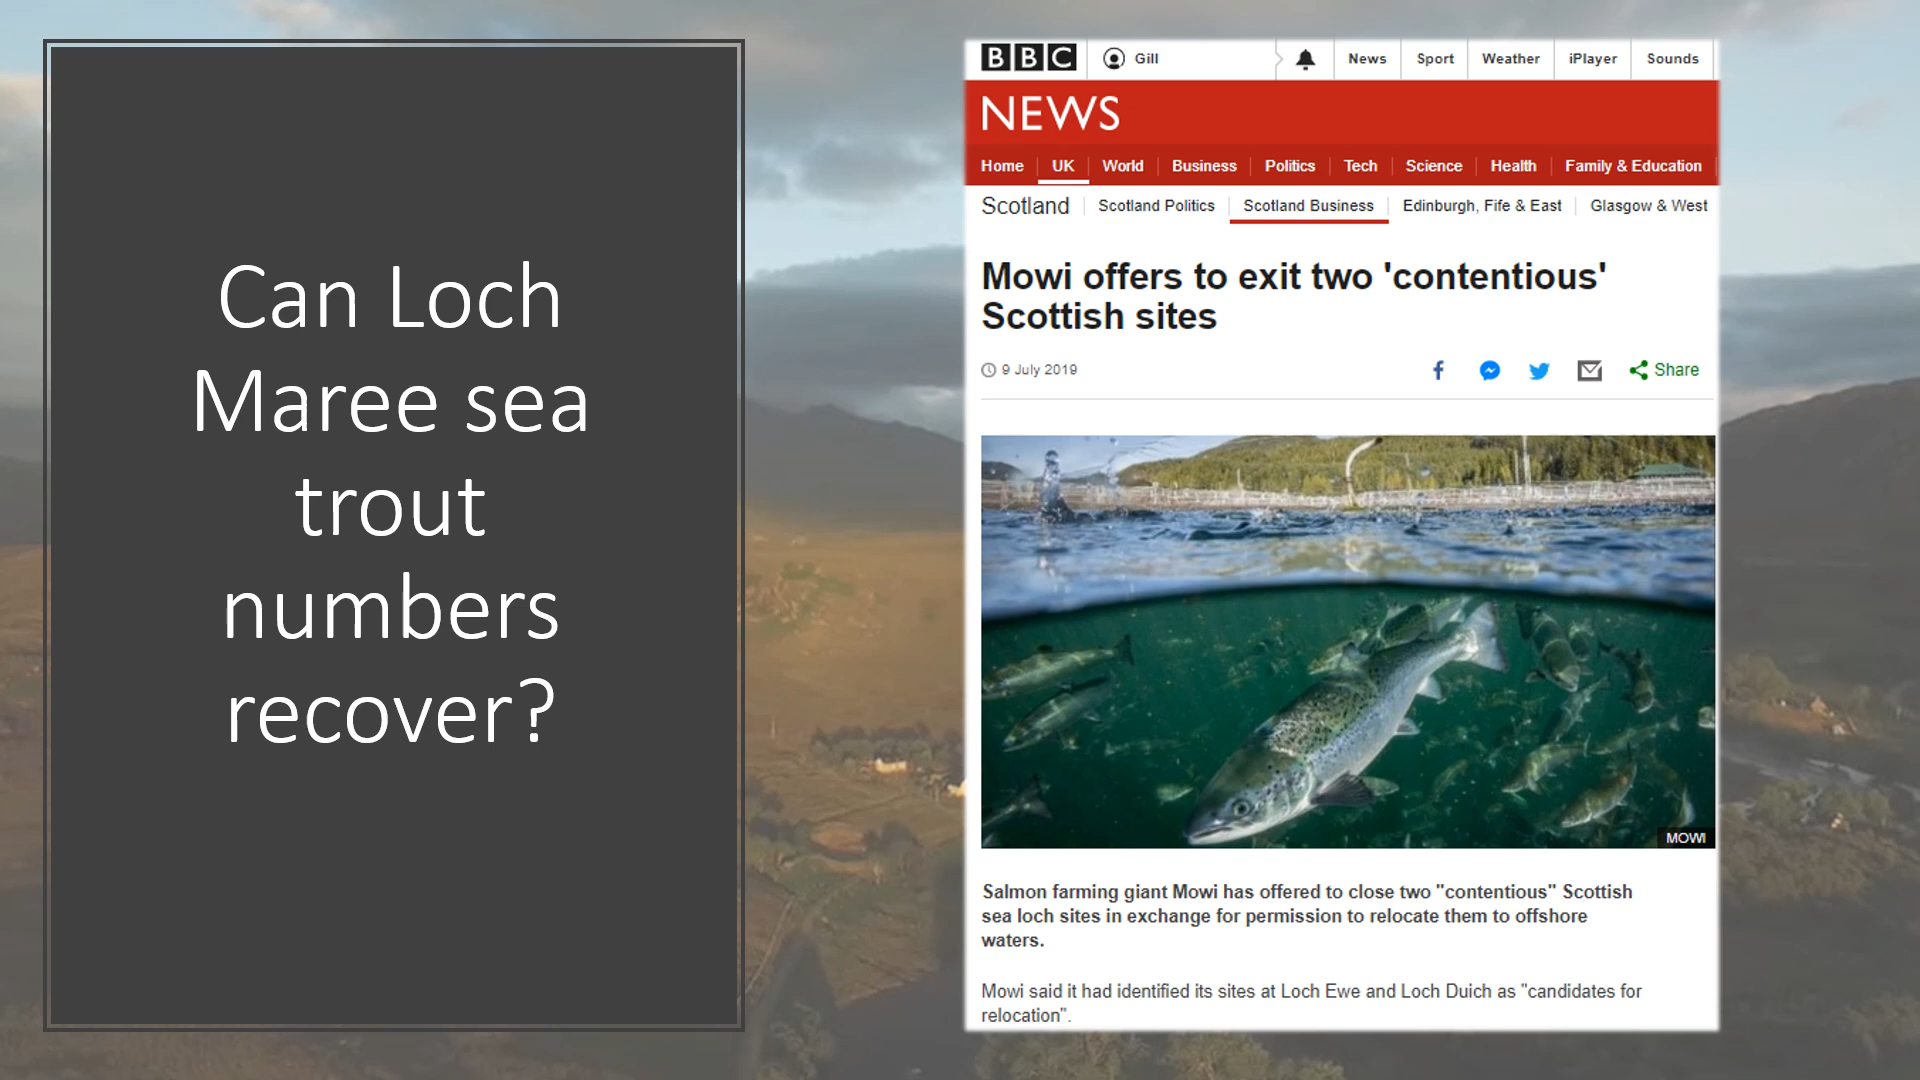 Can Loch
Maree sea
trout
numbers
recover?
BBC Gill News Sport Weather iPlayer Sounds
NEWS
Home UK World Business Politics Tech Science Health Family & Education
Scotland Scotland Politics Scotland Business Edinburgh, Fife & East Glasgow & West
Mowi offers to exit two 'contentious'
Scottish sites
9 July 2019 Share
MOWI
Salmon farming giant Mowi has offered to close two "contentious" Scottish
sea loch sites in exchange for permission to relocate them to offshore
waters.
Mowi said it had identified its sites at Loch Ewe and Loch Duich as "candidates for
relocation".